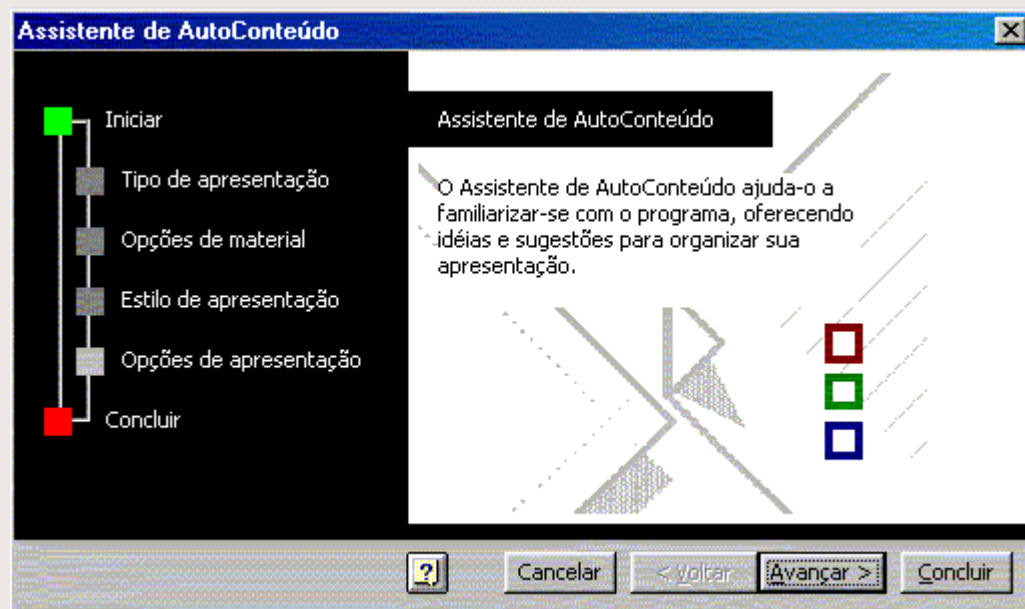 Assistente de AutoConteúdo
Iniciar
Tipo de apresentação
Opções de material
Estilo de apresentação
Opções de apresentação
Concluir
Assistente de AutoConteúdo
O Assistente de AutoConteúdo ajuda-o a
familiarizar-se com o programa, oferecendo
idéias e sugestões para organizar sua
apresentação.
? Cancelar < Voltar Avançar > Concluir